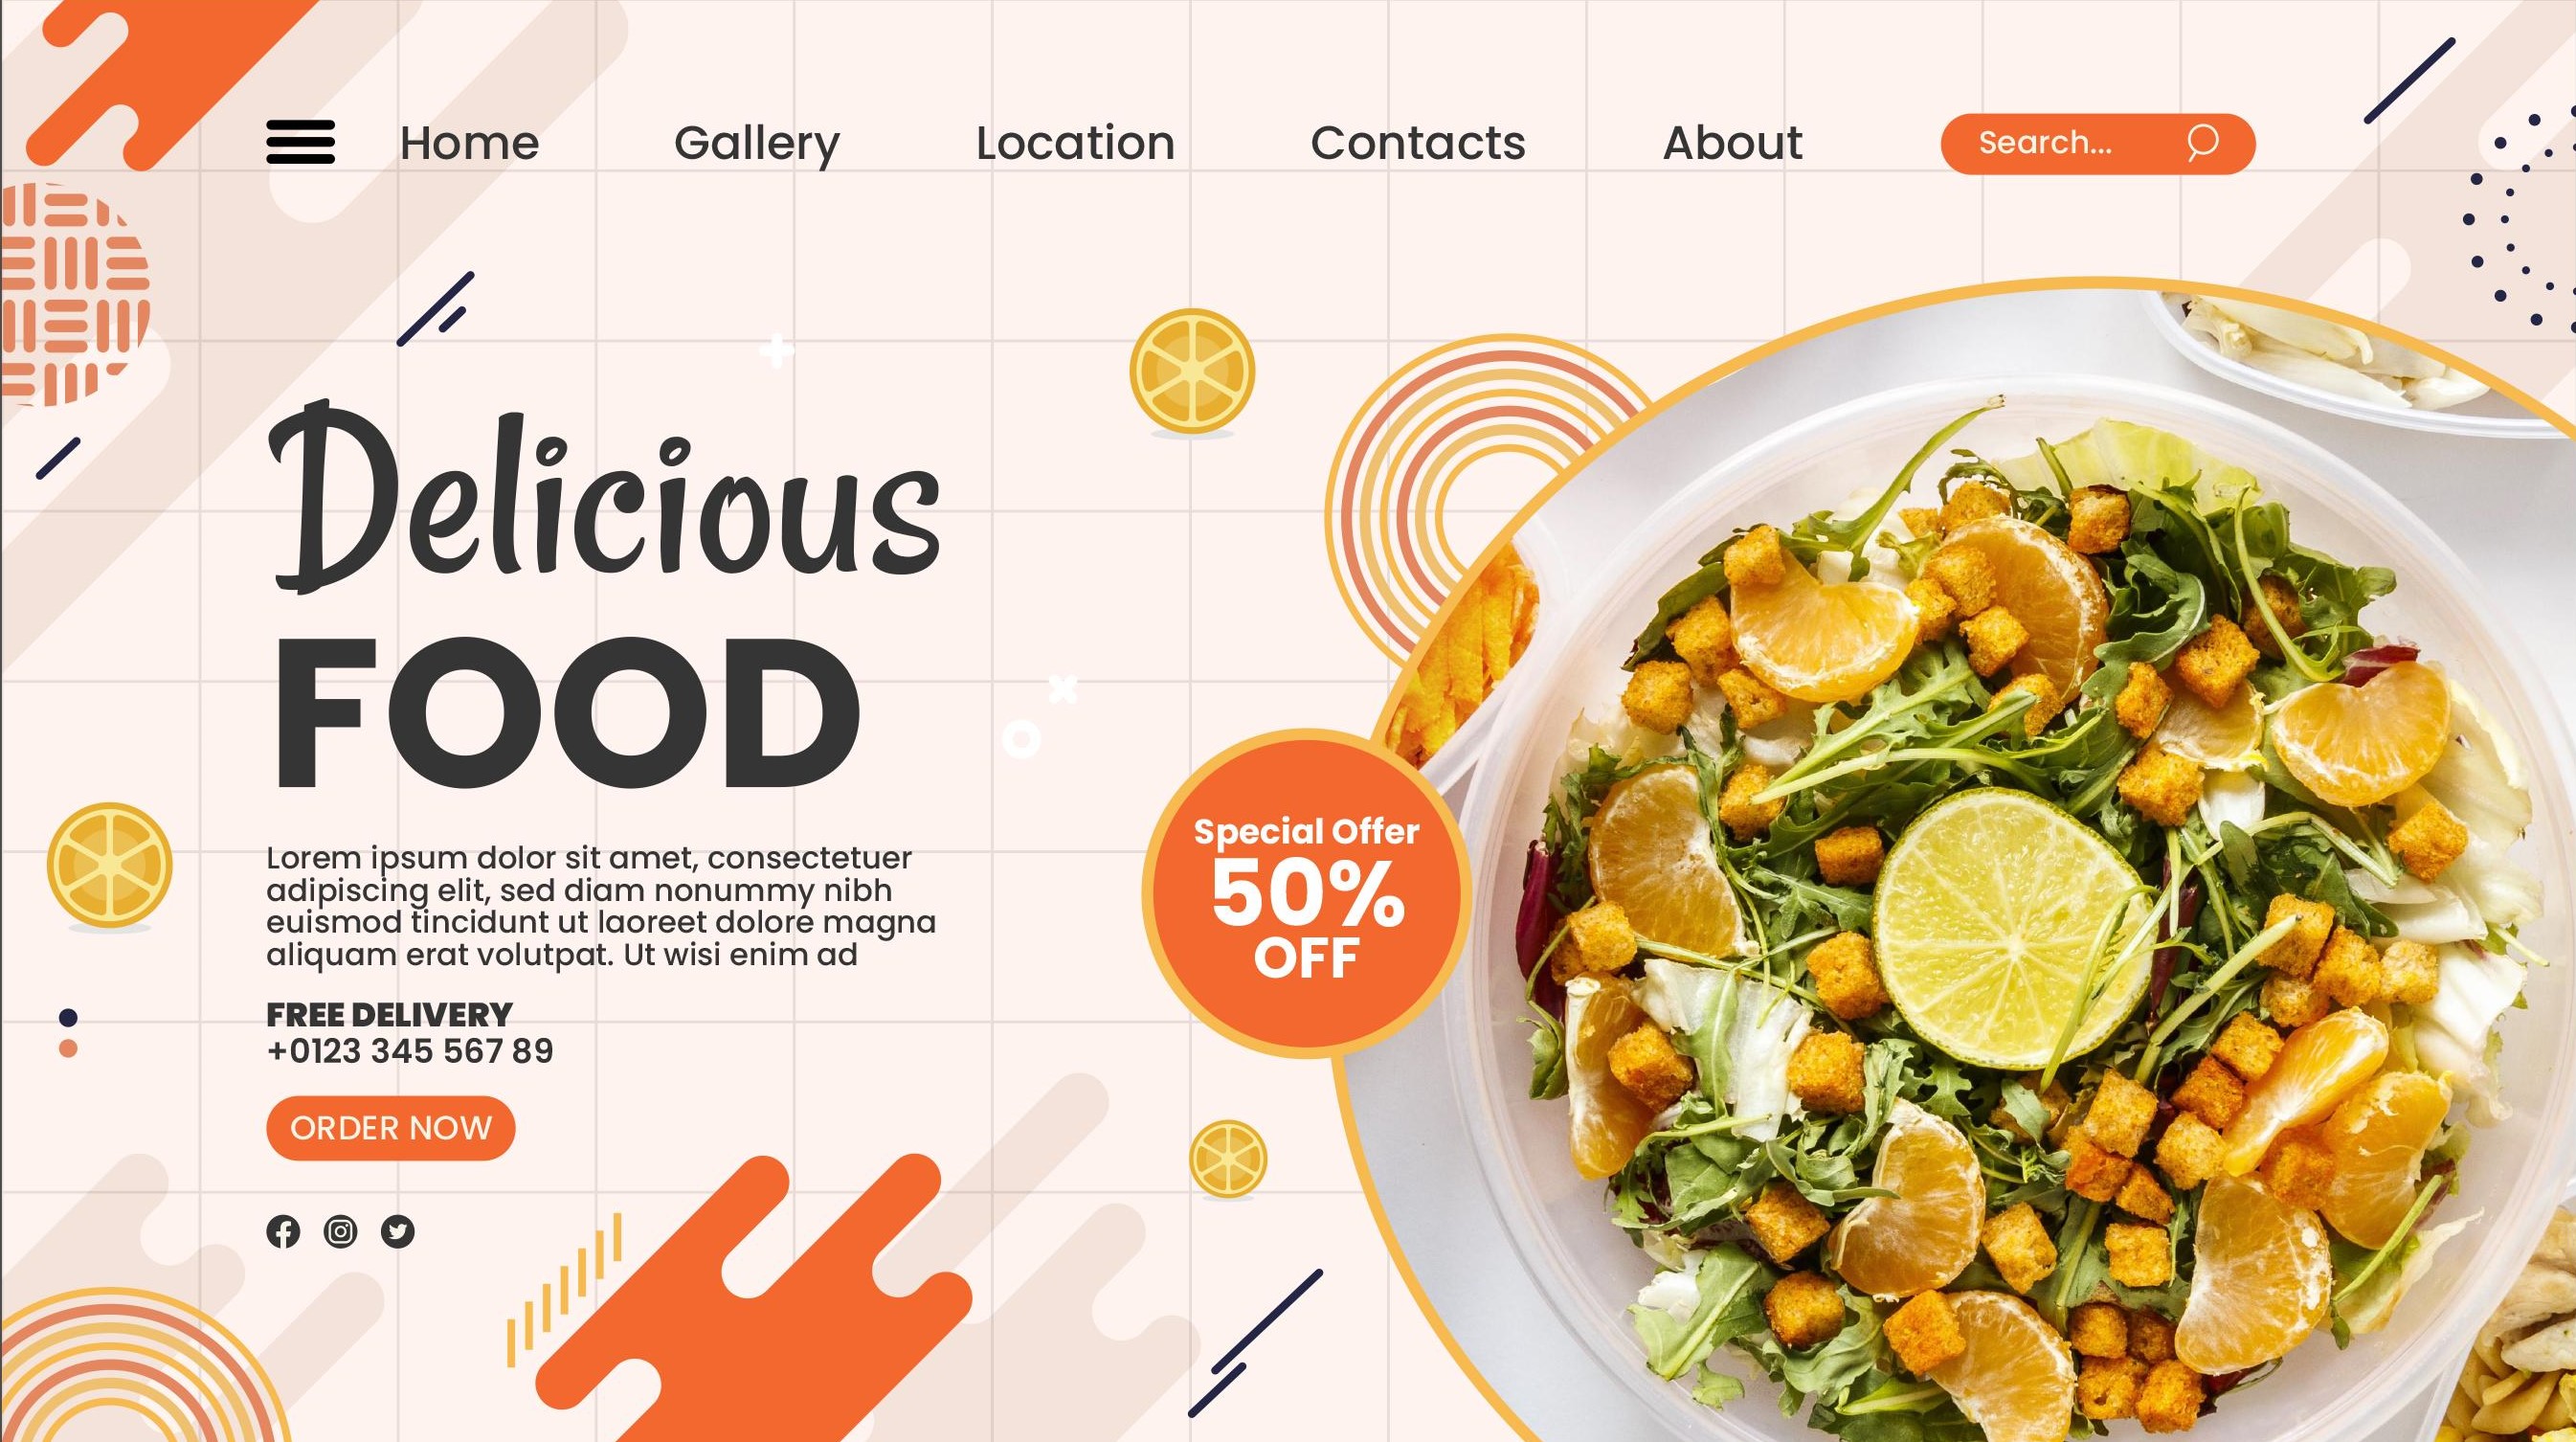 Home
Gallery
Location
Contacts
About
Search...
Delicious
FOOD
Lorem ipsum dolor sit amet, consectetuer
adipiscing elit, sed diam nonummy nibh
euismod tincidunt ut laoreet dolore magna
aliquam erat volutpat. Ut wisi enim ad
FREE DELIVERY
+0123 345 567 89
ORDER NOW
Special Offer
50%
OFF